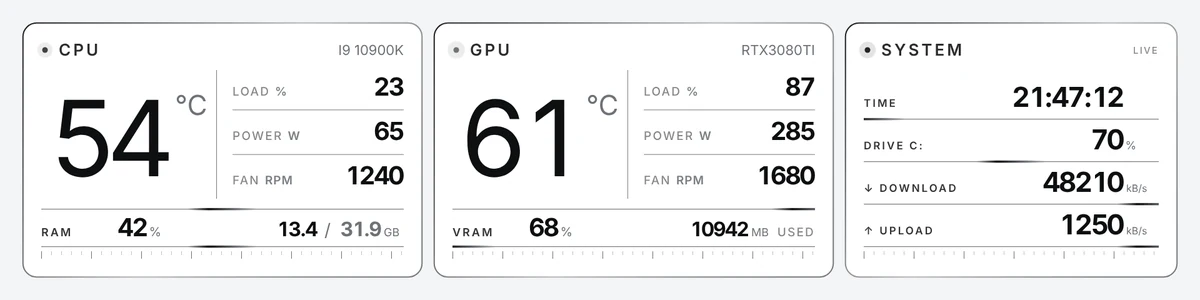 CPU I9 10900K
54 °C
LOAD % 23
POWER W 65
FAN RPM 1240
RAM 42 % 13.4 / 31.9 GB
GPU RTX3080TI
61 °C
LOAD % 87
POWER W 285
FAN RPM 1680
VRAM 68 % 10942 MB USED
SYSTEM LIVE
TIME 21:47:12
DRIVE C: 70 %
↓ DOWNLOAD 48210 kB/s
↑ UPLOAD 1250 kB/s